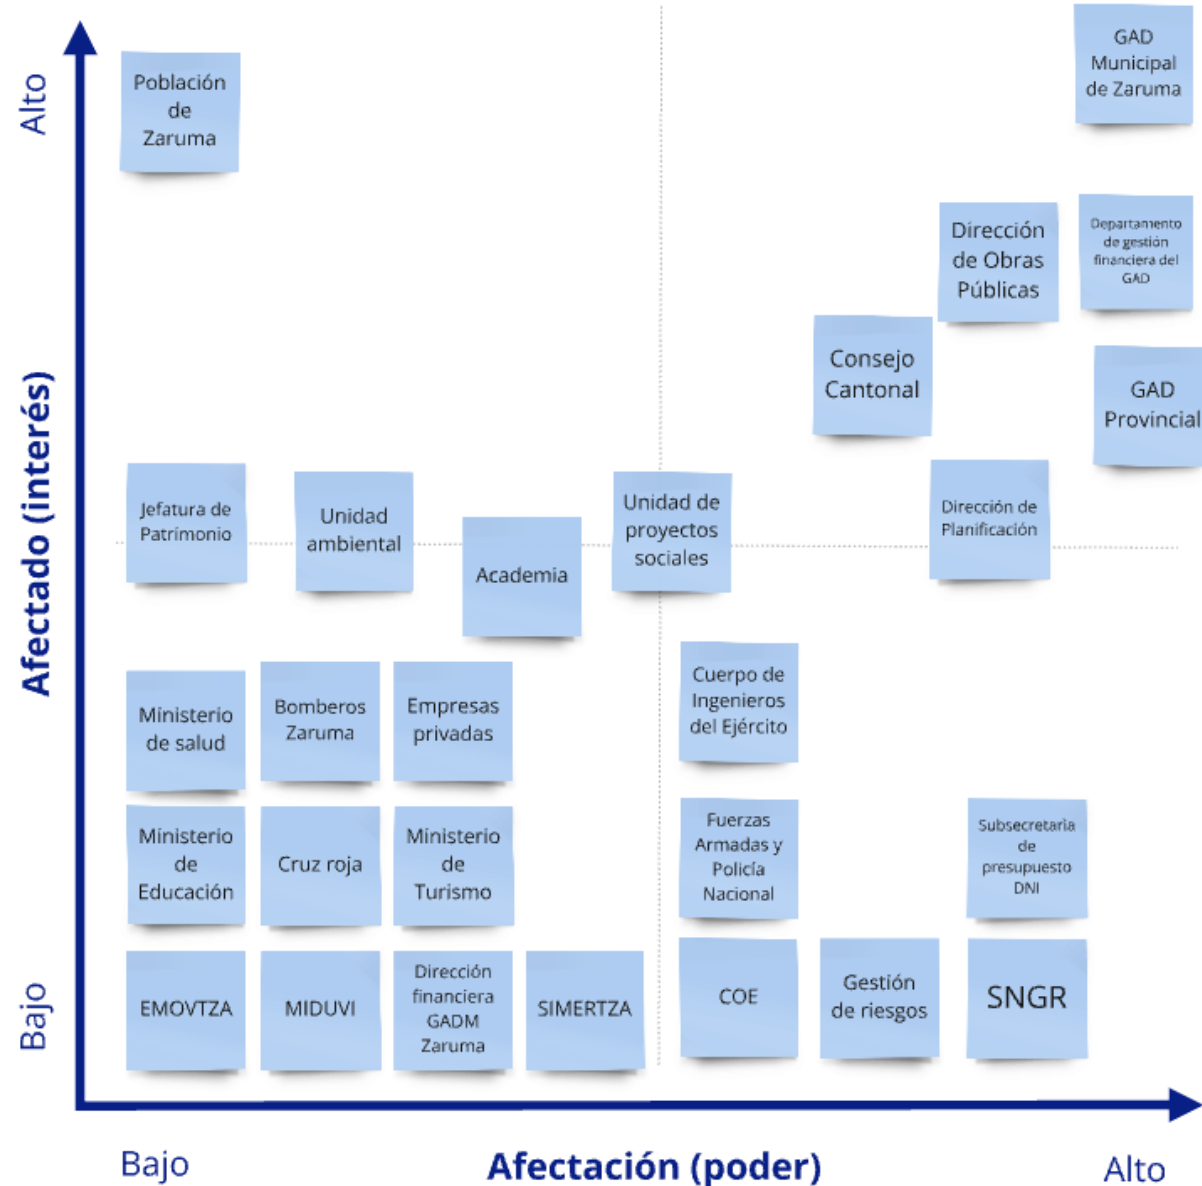 Alto
Población
de
Zaruma
GAD
Municipal
de Zaruma
Dirección
de Obras
Públicas
Departamento
de gestión
financiera del
GAD
Consejo
Cantonal
GAD
Provincial
Afectado (interés)
Jefatura de
Patrimonio
Unidad
ambiental
Academia
Unidad de
proyectos
sociales
Dirección de
Planificación
Ministerio
de salud
Bomberos
Zaruma
Empresas
privadas
Cuerpo de
Ingenieros
del Ejército
Ministerio
de
Educación
Cruz roja
Ministerio
de
Turismo
Fuerzas
Armadas y
Policía
Nacional
Subsecretaria
de
presupuesto
DNI
Bajo
EMOVTZA
MIDUVI
Dirección
financiera
GADM
Zaruma
SIMERTZA
COE
Gestión
de riesgos
SNGR
Bajo
Afectación (poder)
Alto